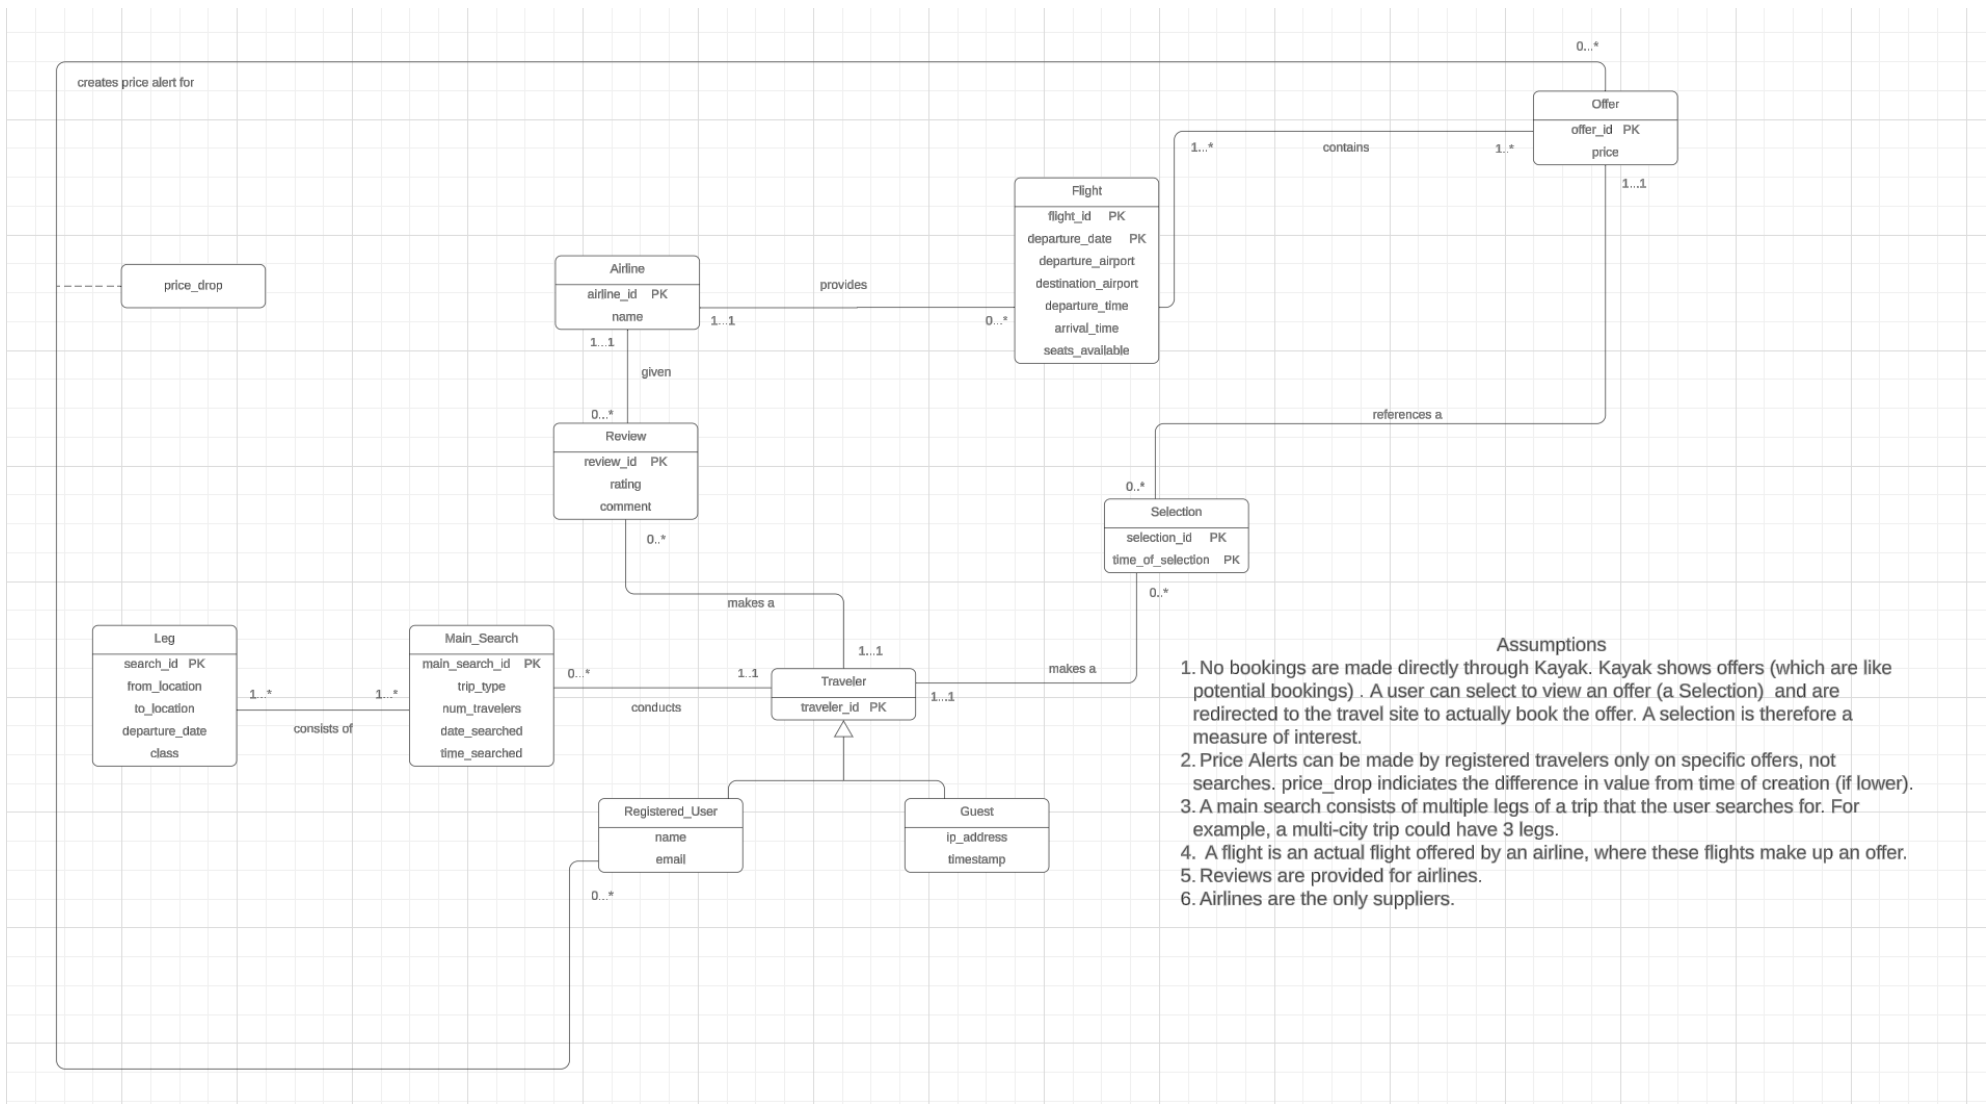 0...*
creates price alert for
Offer
offer_id PK
price
1...*
contains
1..*
1...1
Flight
flight_id PK
departure_date PK
departure_airport
destination_airport
departure_time
arrival_time
seats_available
Airline
airline_id PK
name
price_drop
provides
1...1
0...*
1...1
given
0...*
Review
review_id PK
rating
comment
references a
0..*
Selection
selection_id PK
time_of_selection PK
0..*
0..*
makes a
1...1
makes a
Leg
search_id PK
from_location
to_location
departure_date
class
1...*
1...*
consists of
Main_Search
main_search_id PK
trip_type
num_travelers
date_searched
time_searched
0...*
1..1
conducts
Traveler
traveler_id PK
1...1
Registered_User
name
email
0...*
Guest
ip_address
timestamp
Assumptions
1. No bookings are made directly through Kayak. Kayak shows offers (which are like
potential bookings) . A user can select to view an offer (a Selection) and are
redirected to the travel site to actually book the offer. A selection is therefore a
measure of interest.
2. Price Alerts can be made by registered travelers only on specific offers, not
searches. price_drop indiciates the difference in value from time of creation (if lower).
3. A main search consists of multiple legs of a trip that the user searches for. For
example, a multi-city trip could have 3 legs.
4. A flight is an actual flight offered by an airline, where these flights make up an offer.
5. Reviews are provided for airlines.
6. Airlines are the only suppliers.